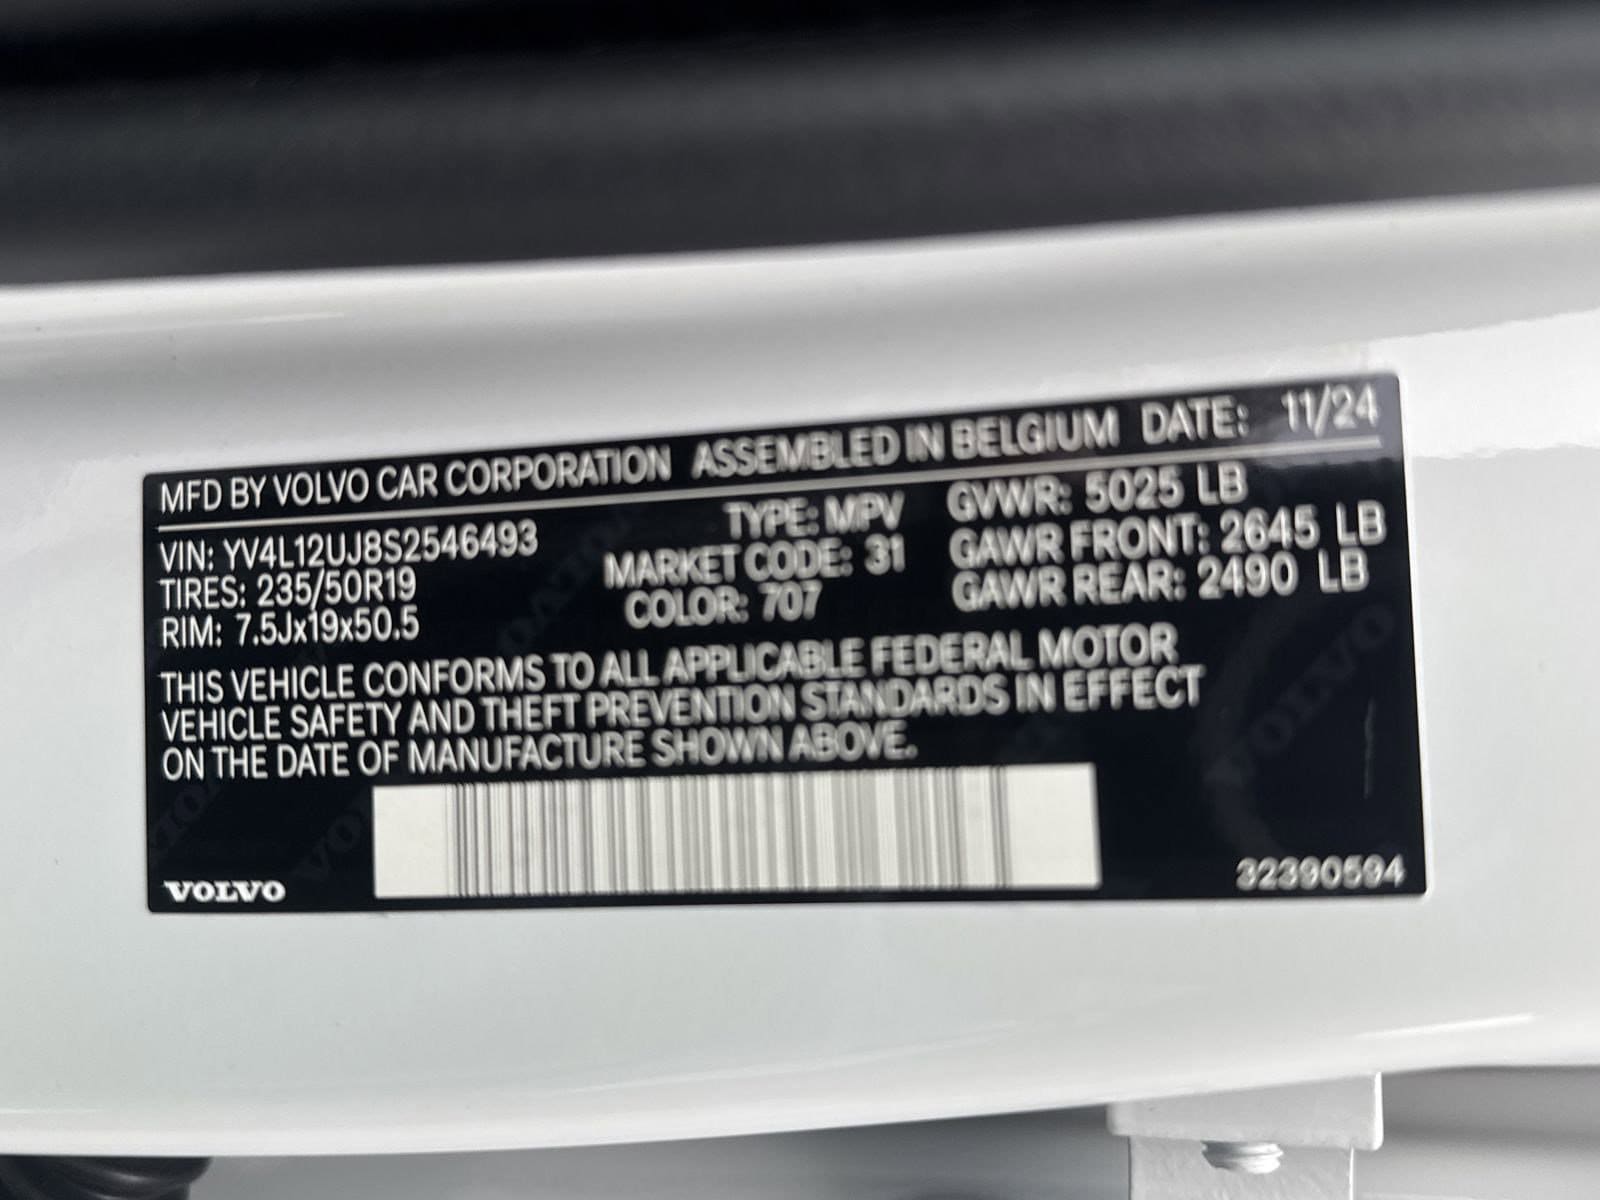 MFD BY VOLVO CAR CORPORATION ASSEMBLED IN BELGIUM DATE: 11/24
VIN: YV4L12UJ8S2546493 TYPE: MPV GVWR: 5025 LB
TIRES: 235/50R19 MARKET CODE: 31 GAWR FRONT: 2645 LB
RIM: 7.5Jx19x50.5 COLOR: 707 GAWR REAR: 2490 LB
THIS VEHICLE CONFORMS TO ALL APPLICABLE FEDERAL MOTOR
VEHICLE SAFETY AND THEFT PREVENTION STANDARDS IN EFFECT
ON THE DATE OF MANUFACTURE SHOWN ABOVE.
VOLVO 32390594